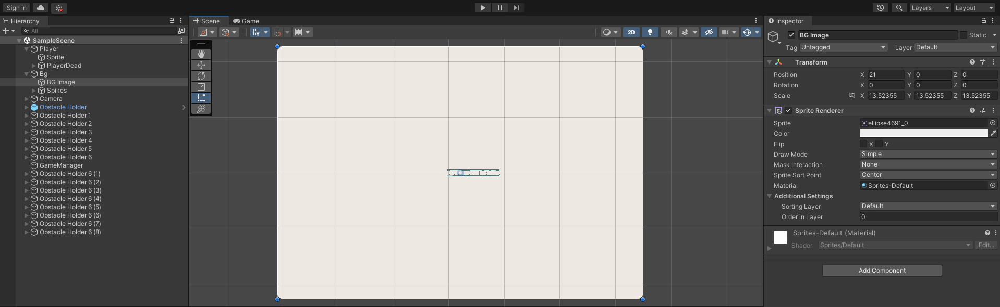 Sign in
Layers
Layout
Hierarchy
All
SampleScene
Player
Sprite
PlayerDead
Bg
BG Image
Spikes
Camera
Obstacle Holder
Obstacle Holder 1
Obstacle Holder 2
Obstacle Holder 3
Obstacle Holder 4
Obstacle Holder 5
Obstacle Holder 6
GameManager
Obstacle Holder 6 (1)
Obstacle Holder 6 (2)
Obstacle Holder 6 (3)
Obstacle Holder 6 (4)
Obstacle Holder 6 (5)
Obstacle Holder 6 (6)
Obstacle Holder 6 (7)
Obstacle Holder 6 (8)
Scene Game
2D
Inspector
BG Image Static
Tag Untagged Layer Default
Transform
Position X 21 Y 0 Z 0
Rotation X 0 Y 0 Z 0
Scale X 13.52355 Y 13.52355 Z 13.52355
Sprite Renderer
Sprite ellipse4691_0
Color
Flip X Y
Draw Mode Simple
Mask Interaction None
Sprite Sort Point Center
Material Sprites-Default
Additional Settings
Sorting Layer Default
Order in Layer 0
Sprites-Default (Material)
Shader Sprites/Default Edit...
Add Component